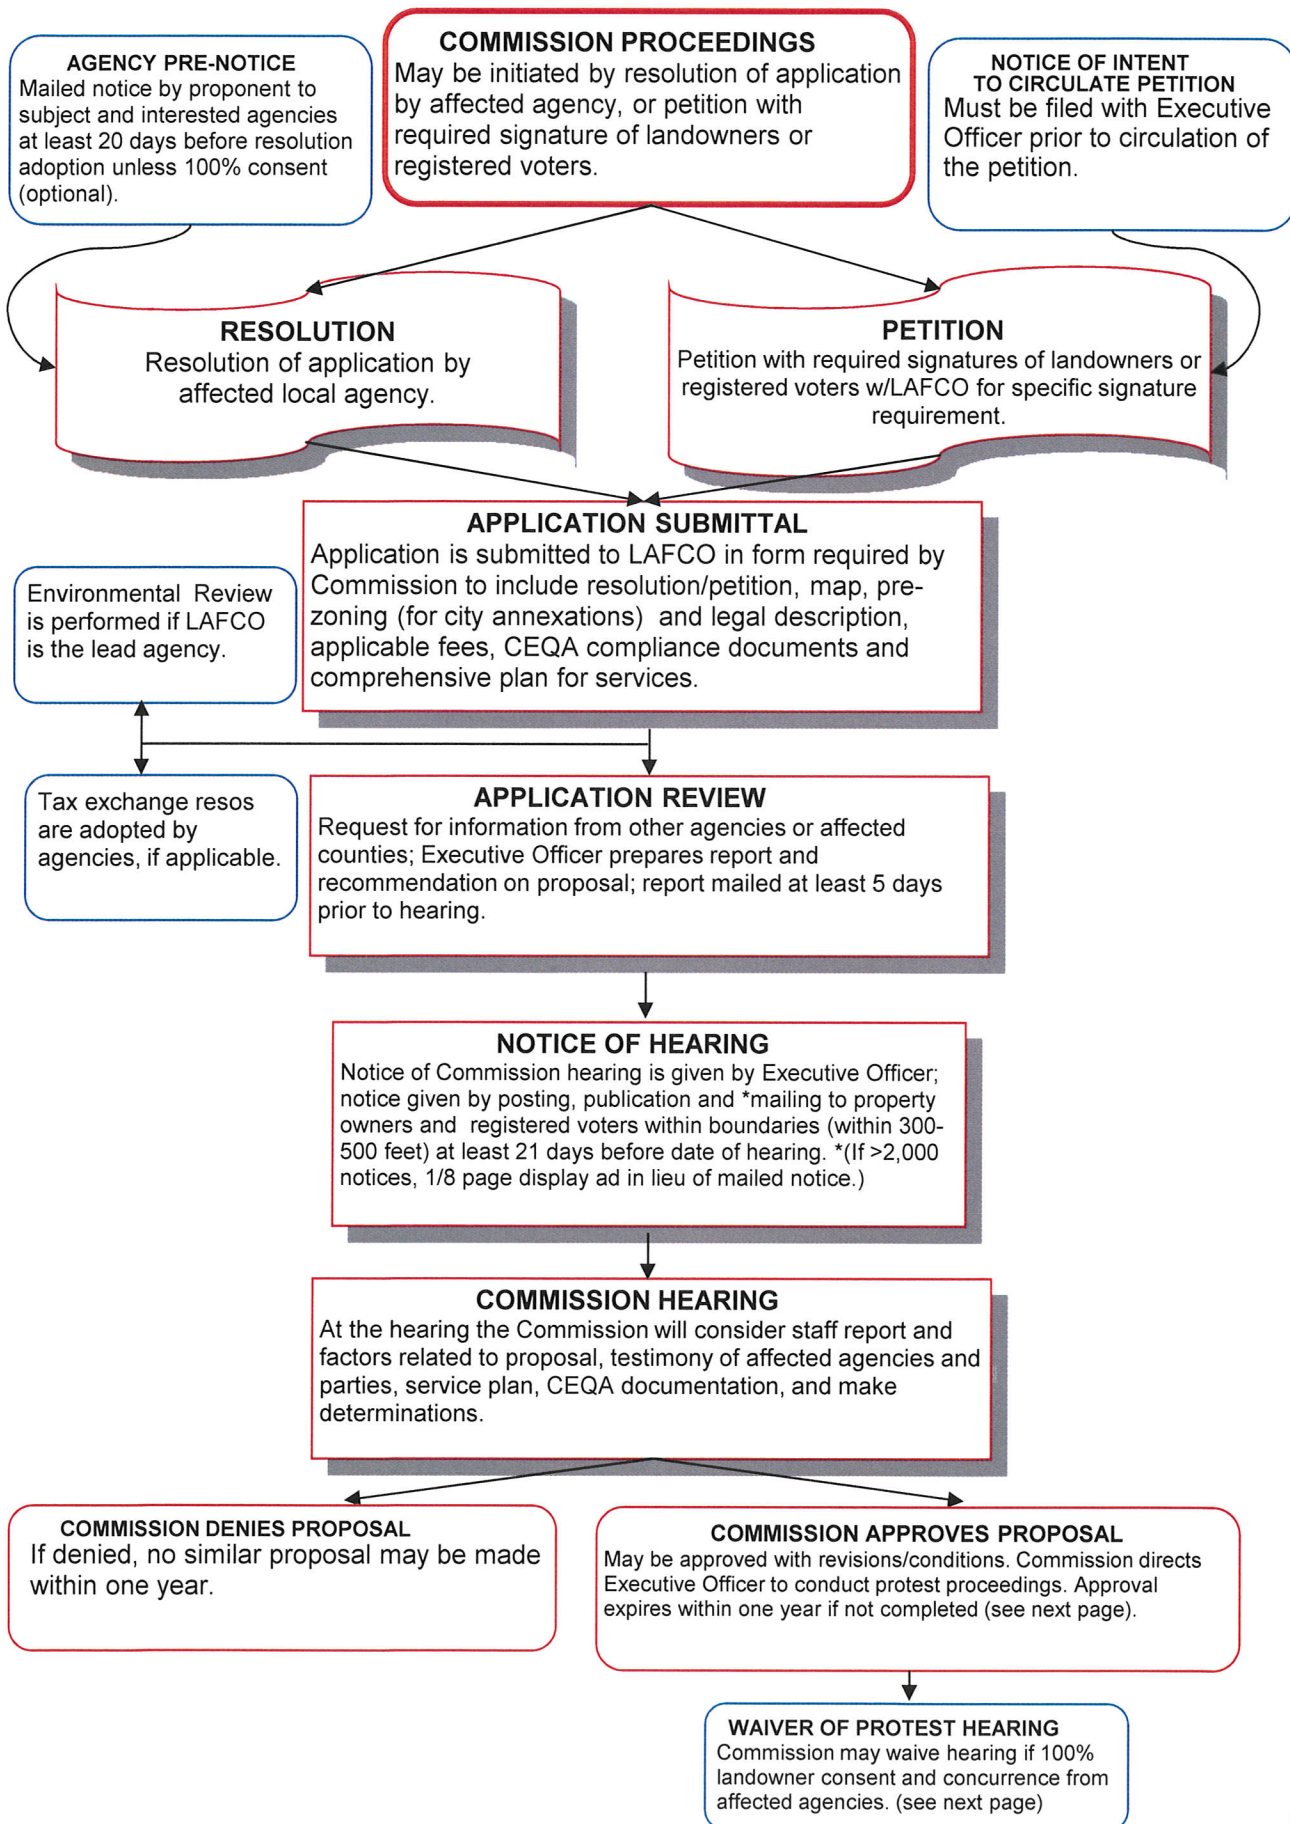 AGENCY PRE-NOTICE
Mailed notice by proponent to
subject and interested agencies
at least 20 days before resolution
adoption unless 100% consent
(optional).
COMMISSION PROCEEDINGS
May be initiated by resolution of application
by affected agency, or petition with
required signature of landowners or
registered voters.
NOTICE OF INTENT
TO CIRCULATE PETITION
Must be filed with Executive
Officer prior to circulation of
the petition.
RESOLUTION
Resolution of application by
affected local agency.
PETITION
Petition with required signatures of landowners or
registered voters w/LAFCO for specific signature
requirement.
APPLICATION SUBMITTAL
Application is submitted to LAFCO in form required by
Commission to include resolution/petition, map, pre-
zoning (for city annexations) and legal description,
applicable fees, CEQA compliance documents and
comprehensive plan for services.
Environmental Review
is performed if LAFCO
is the lead agency.
Tax exchange resos
are adopted by
agencies, if applicable.
APPLICATION REVIEW
Request for information from other agencies or affected
counties; Executive Officer prepares report and
recommendation on proposal; report mailed at least 5 days
prior to hearing.
NOTICE OF HEARING
Notice of Commission hearing is given by Executive Officer;
notice given by posting, publication and *mailing to property
owners and registered voters within boundaries (within 300-
500 feet) at least 21 days before date of hearing. *(If >2,000
notices, 1/8 page display ad in lieu of mailed notice.)
COMMISSION HEARING
At the hearing the Commission will consider staff report and
factors related to proposal, testimony of affected agencies and
parties, service plan, CEQA documentation, and make
determinations.
COMMISSION DENIES PROPOSAL
If denied, no similar proposal may be made
within one year.
COMMISSION APPROVES PROPOSAL
May be approved with revisions/conditions. Commission directs
Executive Officer to conduct protest proceedings. Approval
expires within one year if not completed (see next page).
WAIVER OF PROTEST HEARING
Commission may waive hearing if 100%
landowner consent and concurrence from
affected agencies. (see next page)